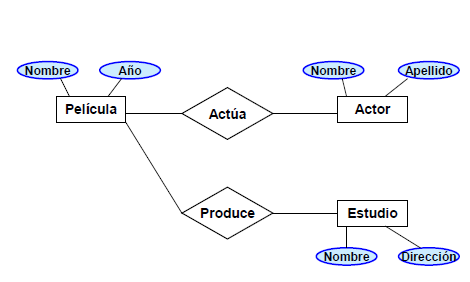 Nombre
Año
Nombre
Apellido
Película
Actúa
Actor
Produce
Estudio
Nombre
Dirección